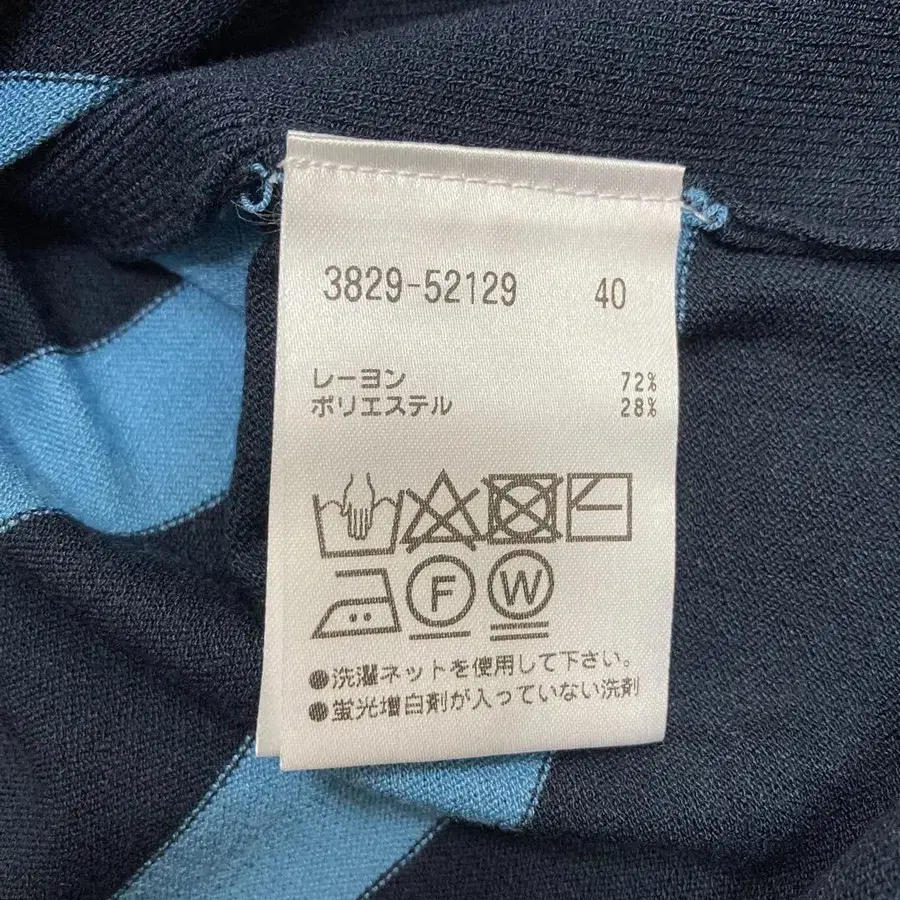 3829-52129 40
レーヨン 72%
ポリエステル 28%
F W
●洗濯ネットを使用して下さい。
●蛍光増白剤が入っていない洗剤